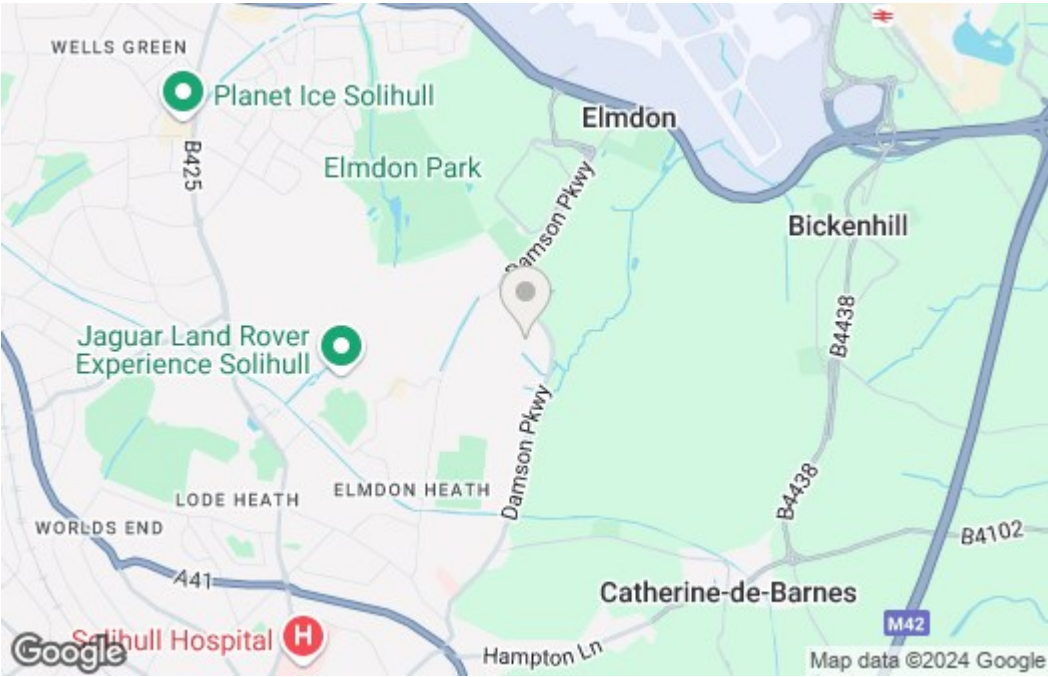 WELLS GREEN
Planet Ice Solihull
B425
Elmdon
Elmdon Park
Damson Pkwy
Bickenhill
Jaguar Land Rover
Experience Solihull
B4438
Damson Pkwy
ELMDON HEATH
LODE HEATH
WORLDS END
B4438
B4102
A41
Catherine-de-Barnes
M42
Solihull Hospital
H
Hampton Ln
Google
Map data ©2024 Google